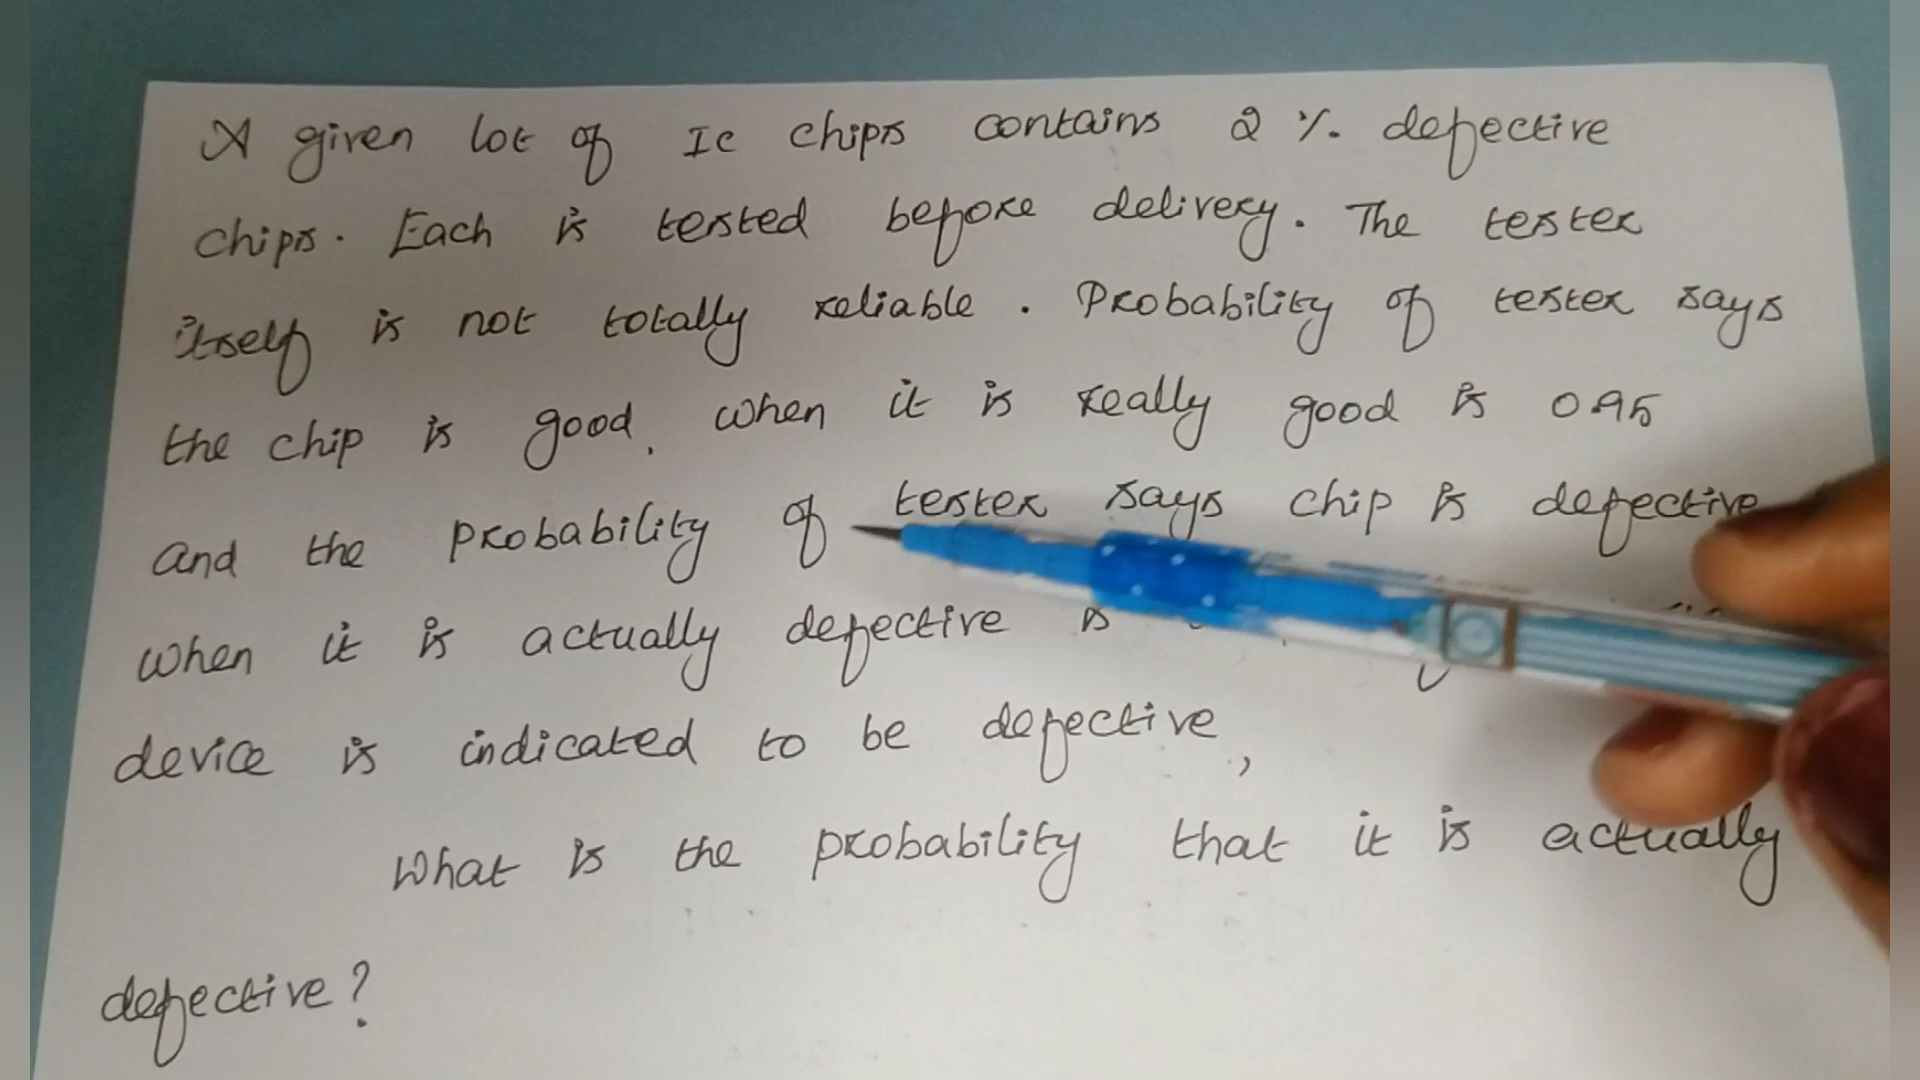 A given lot of Ic chips contains 2 %. defective
chips. Each is tested before delivery. The tester
itself is not totally reliable. Probability of tester says
the chip is good, when it is really good is 0.95
and the probability of tester says chip is defective
when it is actually defective is
device is indicated to be defective,
What is the probability that it is actually
defective?